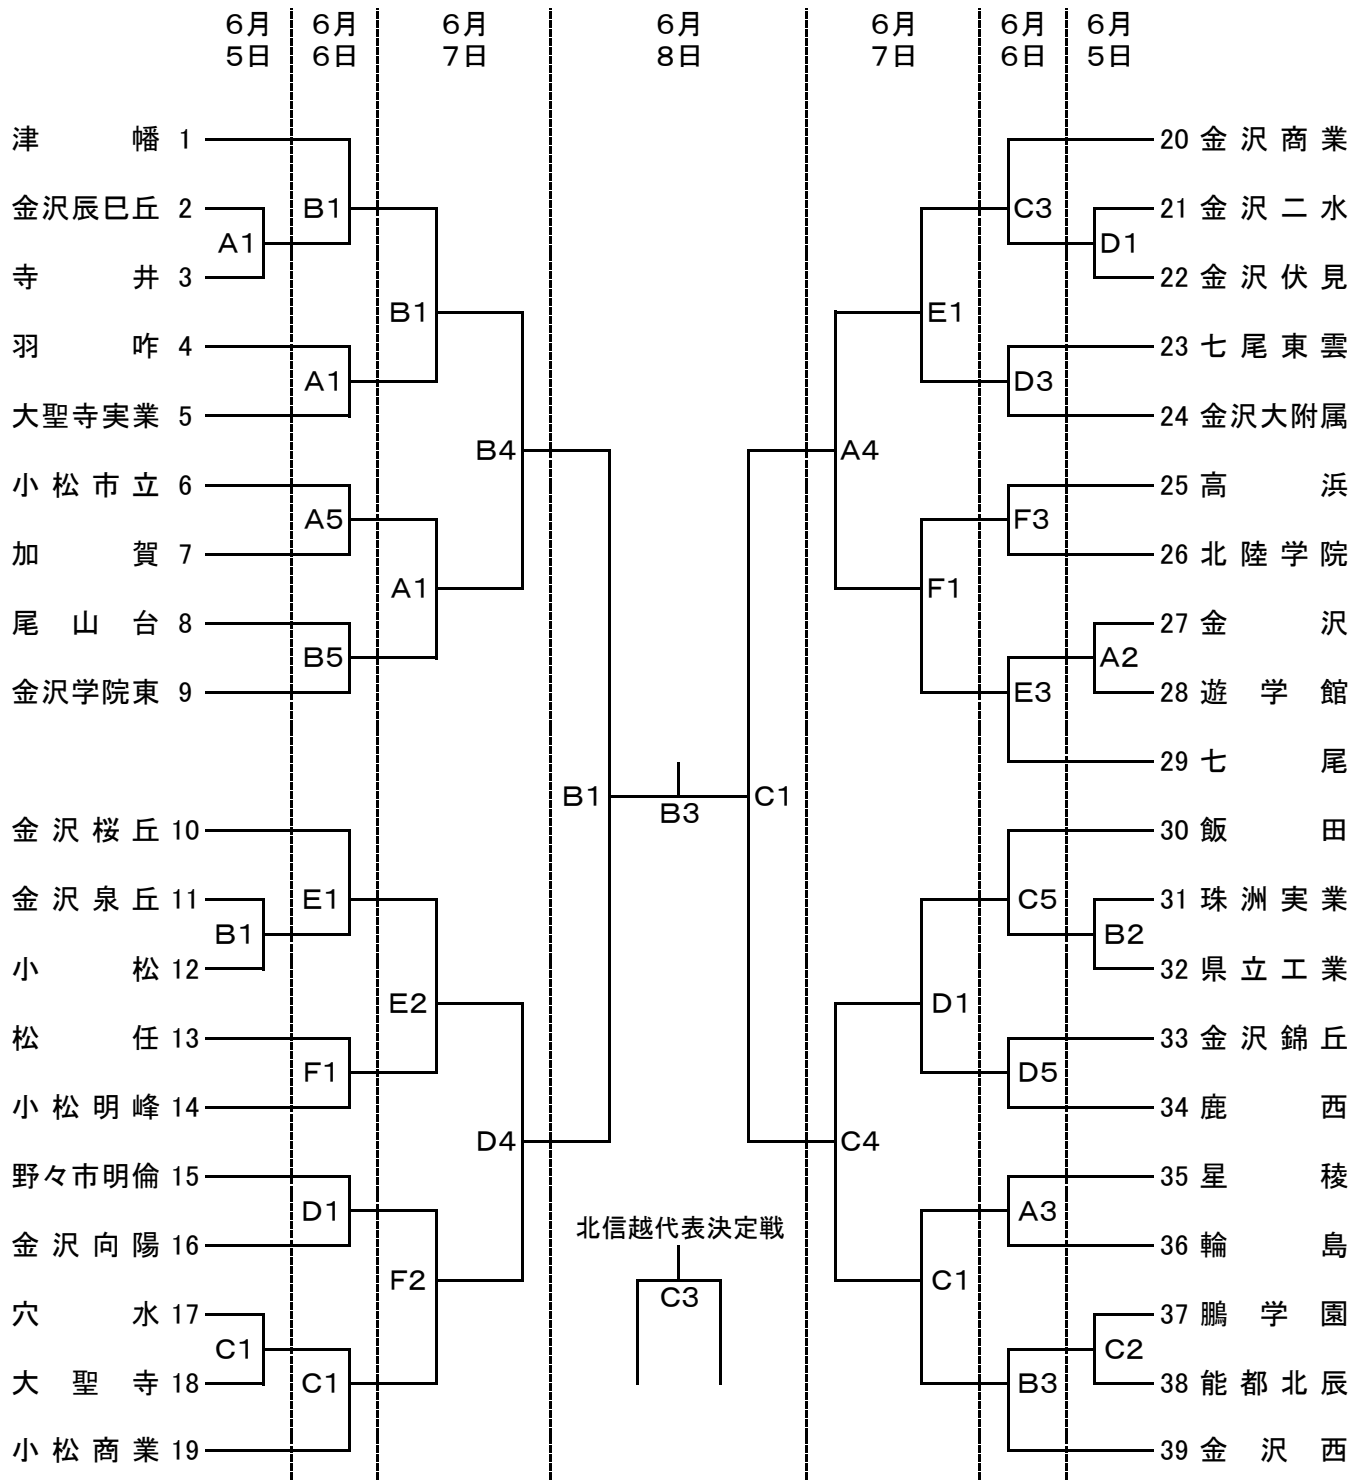 6月 6月 6月 6月 6月 6月 6月
5日 6日 7日 8日 7日 6日 5日
津幡 1
金沢辰巳丘 2
寺井 3
羽咋 4
大聖寺実業 5
小松市立 6
加賀 7
尾山台 8
金沢学院東 9
金沢桜丘 10
金沢泉丘 11
小松 12
松任 13
小松明峰 14
野々市明倫 15
金沢向陽 16
穴水 17
大聖寺 18
小松商業 19
A1
B1
C1
B1
A1
A5
B5
E1
F1
D1
C1
B1
A1
E2
F2
B4
D4
B1
B3
C1
北信越代表決定戦
C3
A4
C4
E1
F1
D1
C1
C3
D3
F3
E3
C5
D5
A3
B3
D1
A2
B2
C2
20 金沢商業
21 金沢二水
22 金沢伏見
23 七尾東雲
24 金沢大附属
25 高浜
26 北陸学院
27 金沢
28 遊学館
29 七尾
30 飯田
31 珠洲実業
32 県立工業
33 金沢錦丘
34 鹿西
35 星稜
36 輪島
37 鵬学園
38 能都北辰
39 金沢西